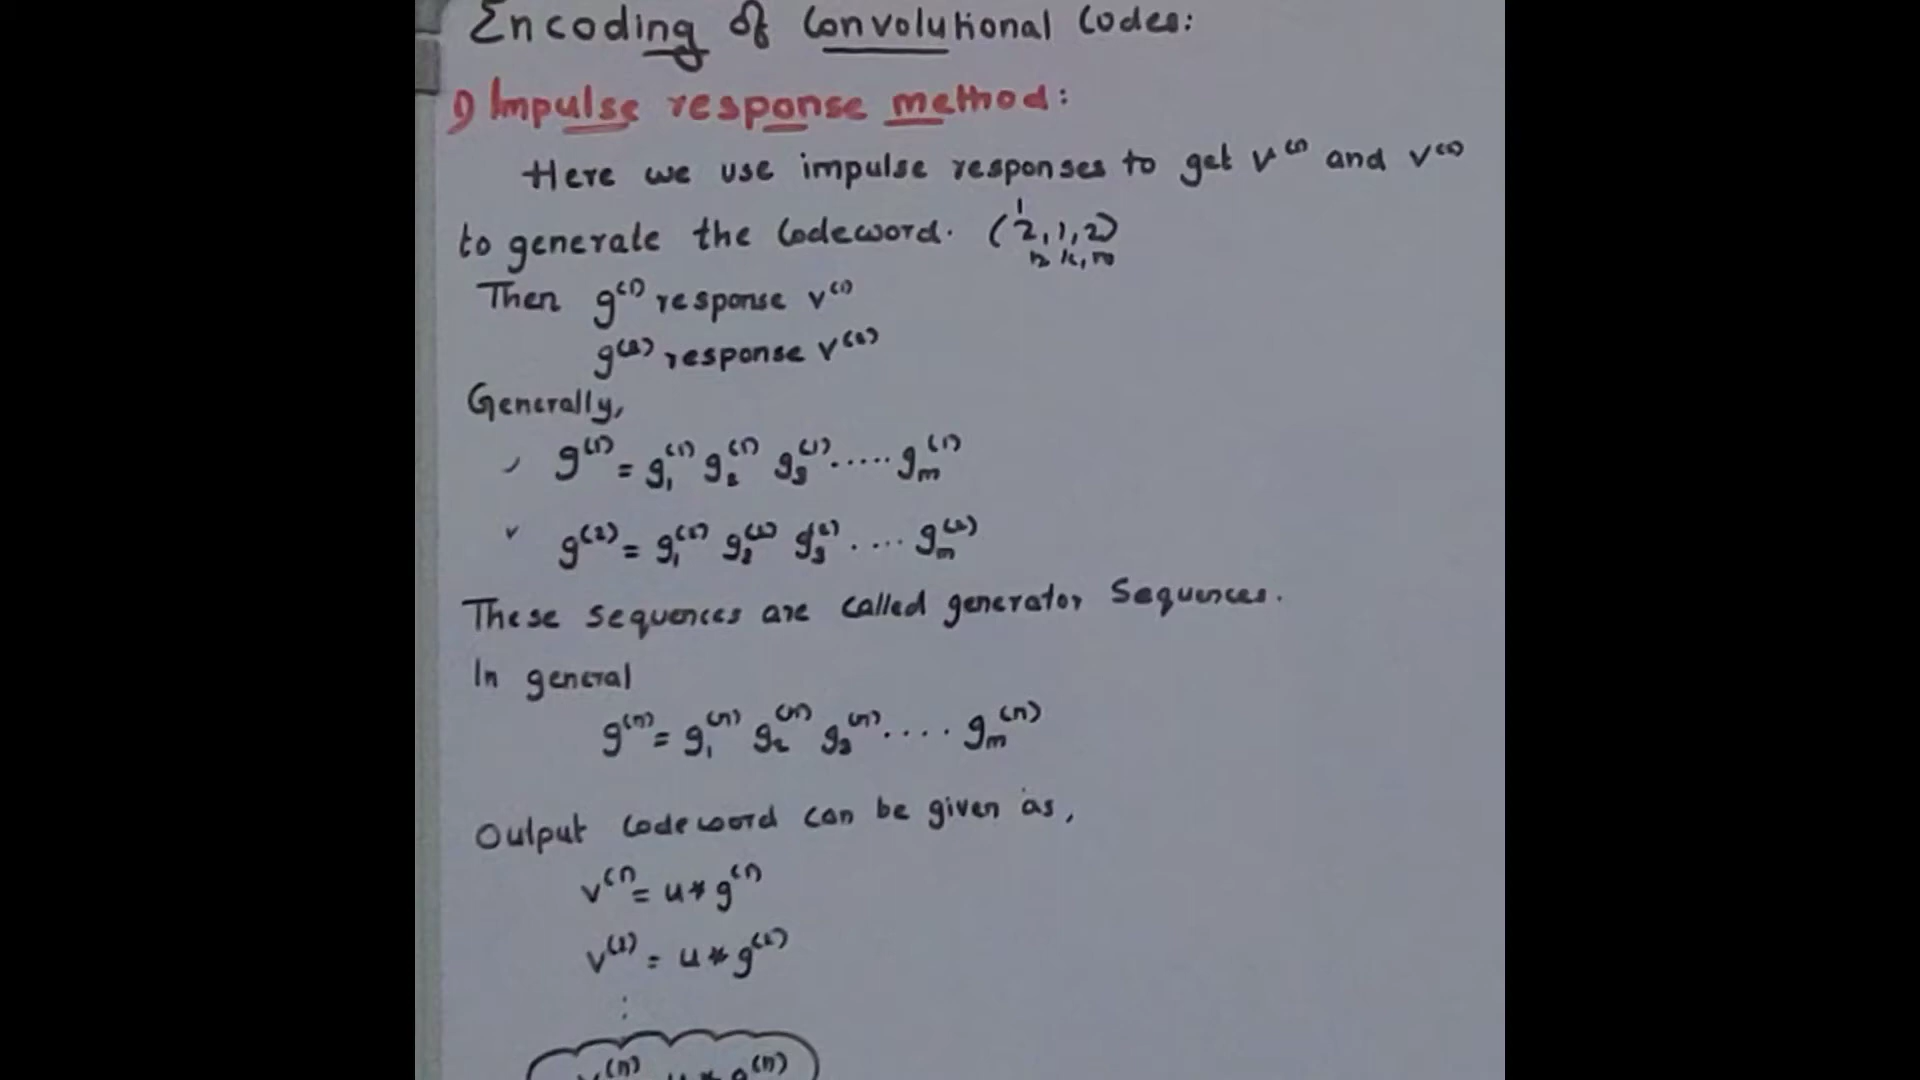 Encoding of Convolutional Codes:
1) Impulse response method:
Here we use impulse responses to get v⁽¹⁾ and v⁽²⁾
to generate the Codeword. (2,1,2)
n k, m
Then g⁽¹⁾ response v⁽¹⁾
g⁽²⁾ response v⁽²⁾
Generally,
g⁽¹⁾ = g₁⁽¹⁾ g₂⁽¹⁾ g₃⁽¹⁾ ..... gₘ⁽¹⁾
g⁽²⁾ = g₁⁽²⁾ g₂⁽²⁾ g₃⁽²⁾ .... gₘ⁽²⁾
These sequences are called generator Sequences.
In general
g⁽ⁿ⁾ = g₁⁽ⁿ⁾ g₂⁽ⁿ⁾ g₃⁽ⁿ⁾ ..... gₘ⁽ⁿ⁾
Output Codeword can be given as,
v⁽¹⁾ = u * g⁽¹⁾
v⁽²⁾ = u * g⁽²⁾
⋮
v⁽ⁿ⁾ u * g⁽ⁿ⁾